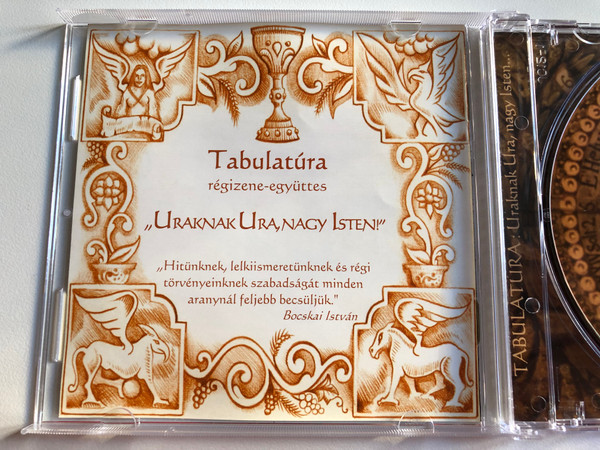 Tabulatúra
régizene-együttes
„Uraknak Ura, nagy Isten!”
„Hitünknek, lelkiismeretünknek és régi
törvényeinknek szabadságát minden
aranynál feljebb becsüljük."
Bocskai István
TABULATÚRA - Uraknak Ura, nagy Isten...